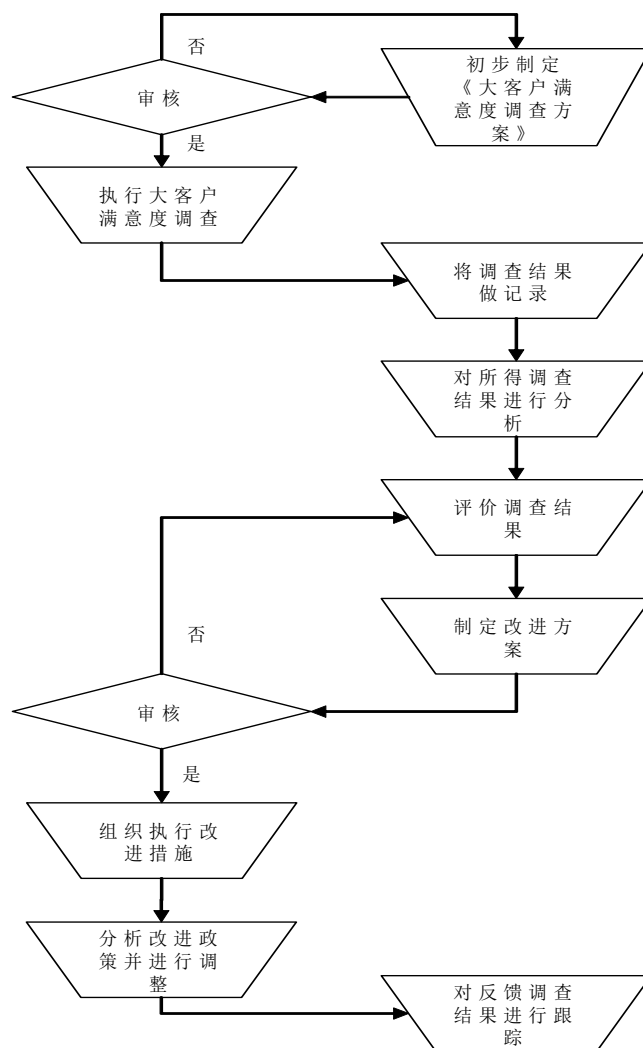 否
初步制定
《大客户满
意度调查方
案》
审核
是
执行大客户
满意度调查
将调查结果
做记录
对所得调查
结果进行分
析
评价调查结
果
制定改进方
案
否
审核
是
组织执行改
进措施
分析改进政
策并进行调
整
对反馈调查
结果进行跟
踪